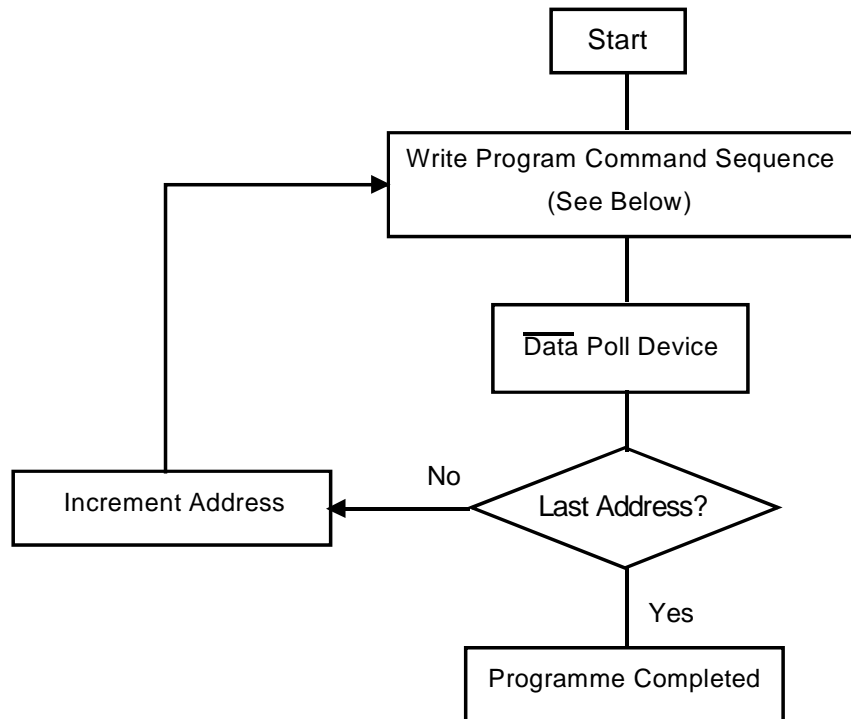 Start
Write Program Command Sequence
(See Below)
Data Poll Device
Last Address?
No
Increment Address
Yes
Programme Completed